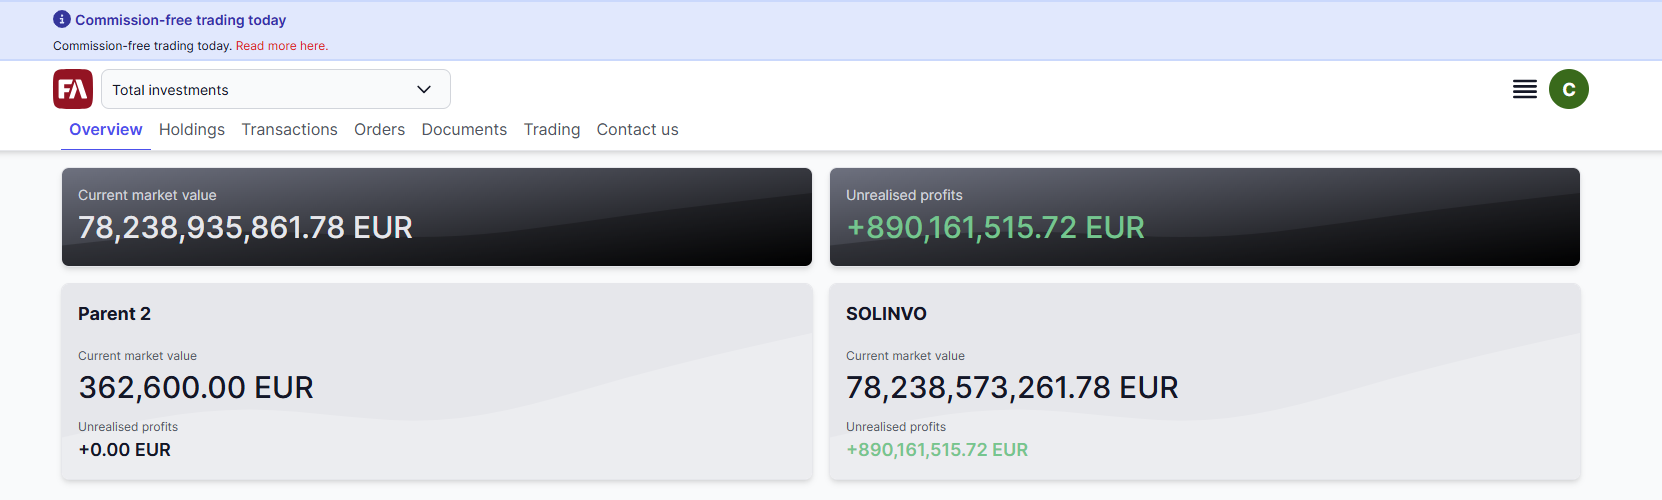 Commission-free trading today
Commission-free trading today. Read more here.
FA
Total investments
C
Overview Holdings Transactions Orders Documents Trading Contact us
Current market value
78,238,935,861.78 EUR
Unrealised profits
+890,161,515.72 EUR
Parent 2
Current market value
362,600.00 EUR
Unrealised profits
+0.00 EUR
SOLINVO
Current market value
78,238,573,261.78 EUR
Unrealised profits
+890,161,515.72 EUR